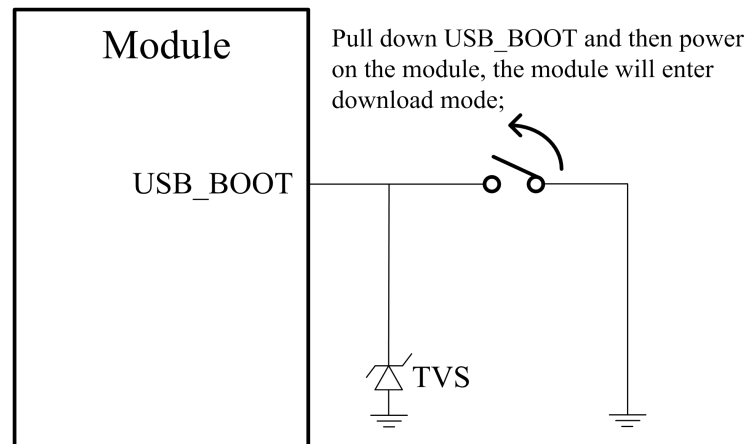 Module
Pull down USB_BOOT and then power
on the module, the module will enter
download mode;
USB_BOOT
TVS